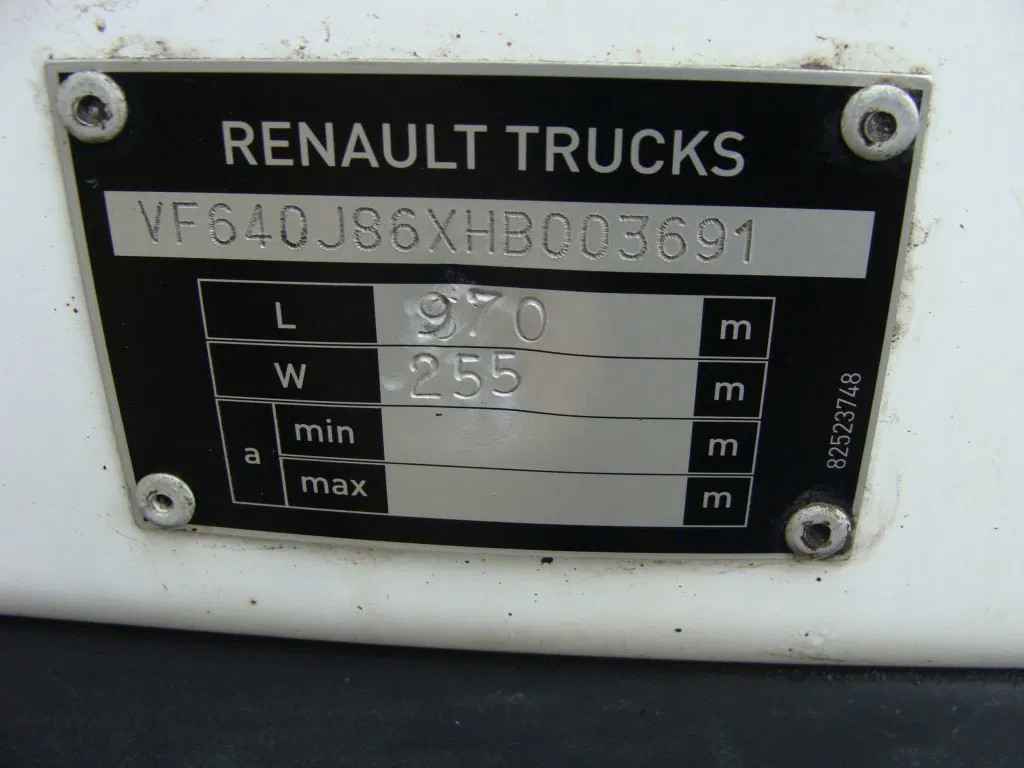 RENAULT TRUCKS
VF640J86XHB003691
L 970 m
W 255 m
a min m
max m
82523748